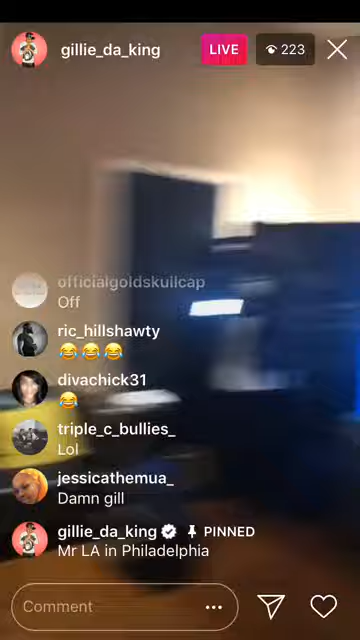 gillie_da_king LIVE 223
officialgoldskullcap
Off
ric_hillshawty
😂😂😂
divachick31
😂
triple_c_bullies_
Lol
jessicathemua_
Damn gill
gillie_da_king PINNED
Mr LA in Philadelphia
Comment